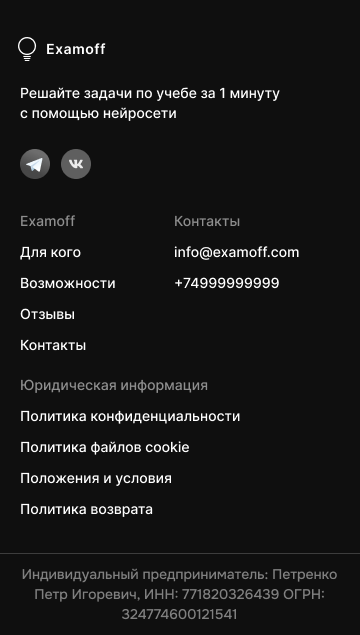 Examoff
Решайте задачи по учебе за 1 минуту
с помощью нейросети
Examoff
Для кого
Возможности
Отзывы
Контакты
Контакты
info@examoff.com
+74999999999
Юридическая информация
Политика конфиденциальности
Политика файлов cookie
Положения и условия
Политика возврата
Индивидуальный предприниматель: Петренко
Петр Игоревич, ИНН: 771820326439 ОГРН:
324774600121541